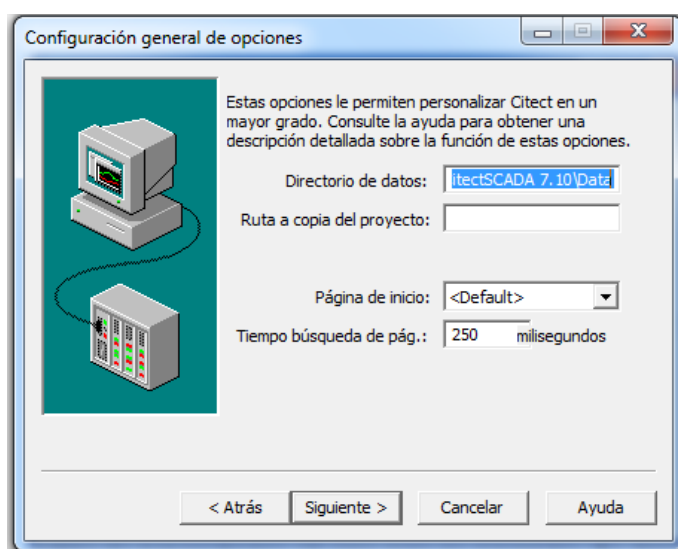 Configuración general de opciones
Estas opciones le permiten personalizar Citect en un
mayor grado. Consulte la ayuda para obtener una
descripción detallada sobre la función de estas opciones.
Directorio de datos: itectSCADA 7.10\Data
Ruta a copia del proyecto:
Página de inicio: <Default>
Tiempo búsqueda de pág.: 250 milisegundos
< Atrás Siguiente > Cancelar Ayuda